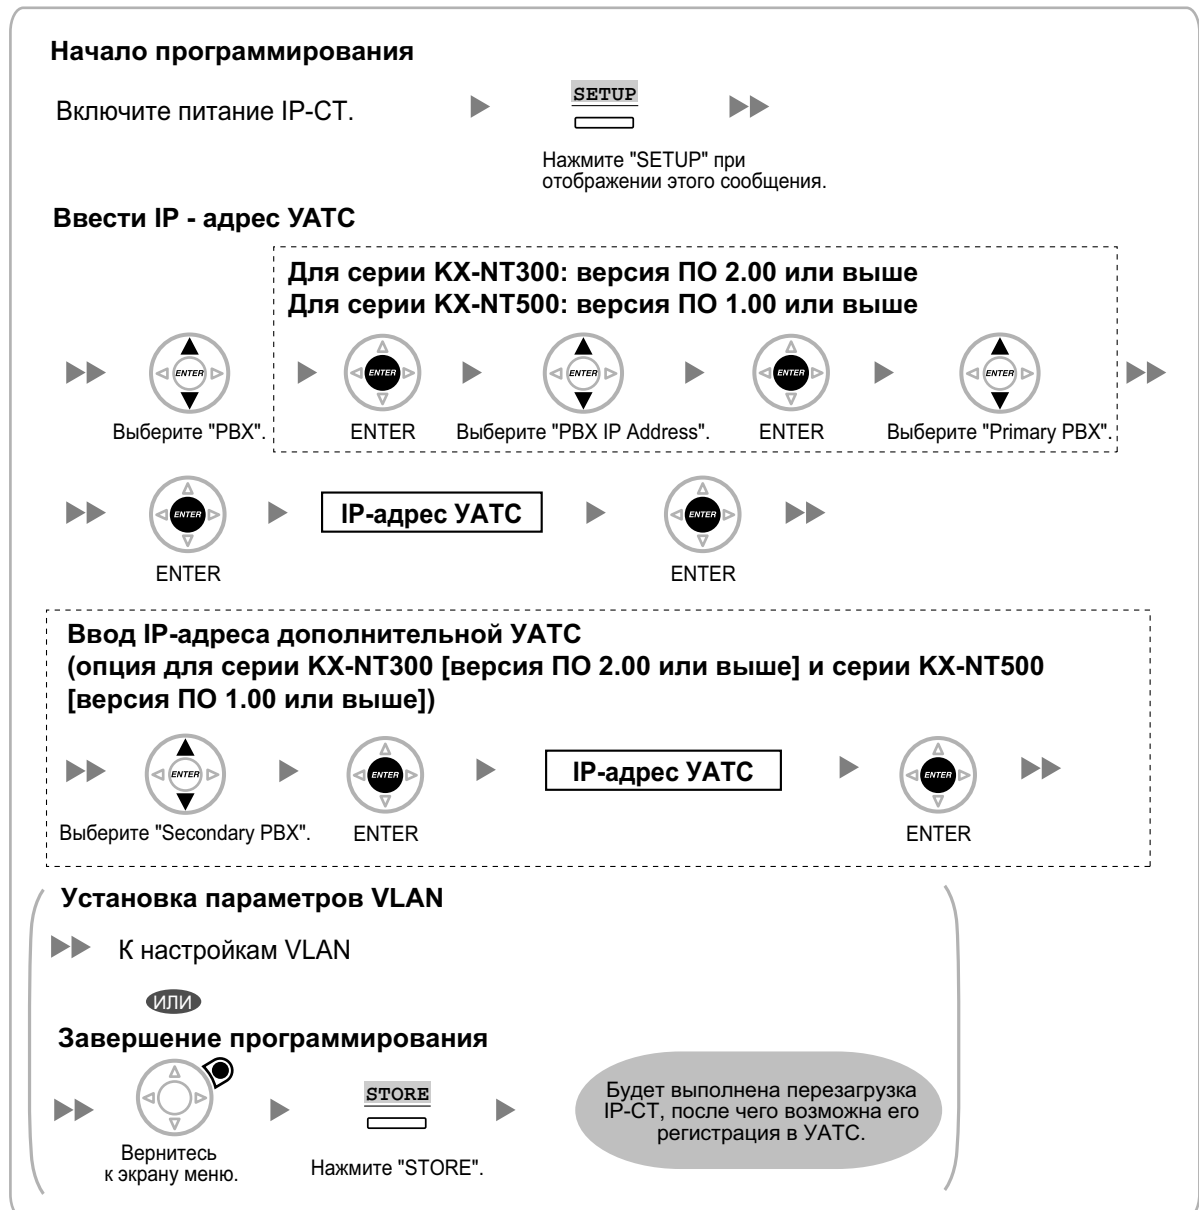 Начало программирования
Включите питание IP-СТ.
SETUP
Нажмите "SETUP" при
отображении этого сообщения.
Ввести IP - адрес УАТС
Для серии KX-NT300: версия ПО 2.00 или выше
Для серии KX-NT500: версия ПО 1.00 или выше
ENTER ENTER ENTER ENTER ENTER
Выберите "PBX". ENTER Выберите "PBX IP Address". ENTER Выберите "Primary PBX".
ENTER IP-адрес УАТС ENTER
ENTER ENTER
Ввод IP-адреса дополнительной УАТС
(опция для серии KX-NT300 [версия ПО 2.00 или выше] и серии KX-NT500
[версия ПО 1.00 или выше])
ENTER ENTER IP-адрес УАТС ENTER
Выберите "Secondary PBX". ENTER ENTER
Установка параметров VLAN
К настройкам VLAN
ИЛИ
Завершение программирования
STORE
Вернитесь
к экрану меню.
Нажмите "STORE".
Будет выполнена перезагрузка
IP-СТ, после чего возможна его
регистрация в УАТС.